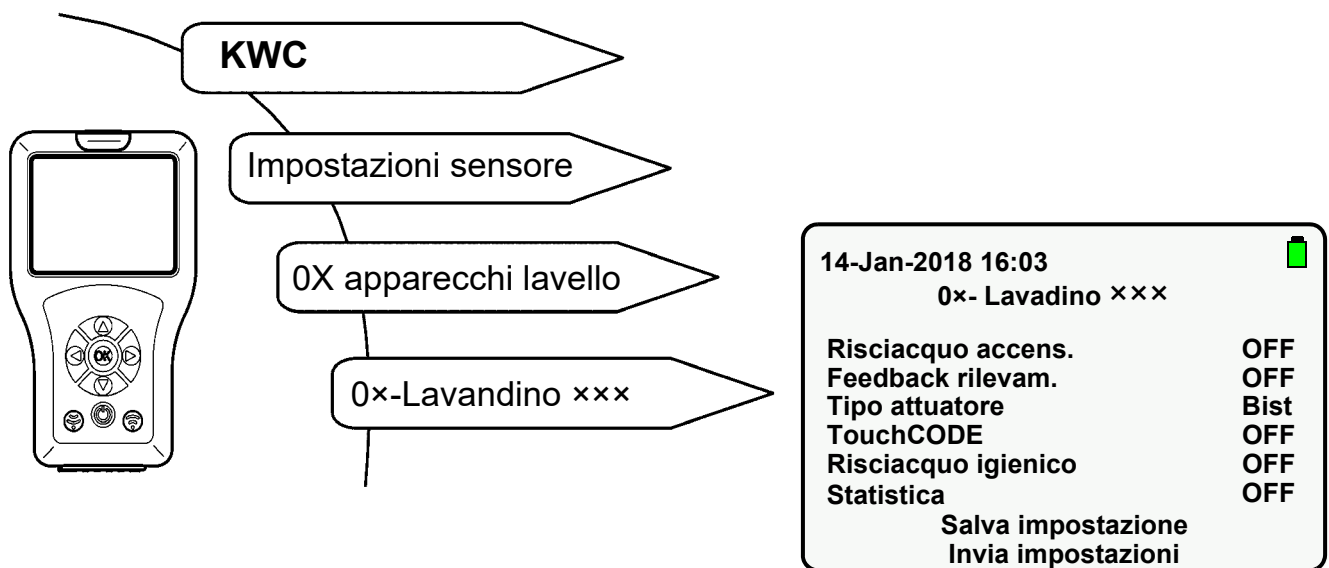 KWC
Impostazioni sensore
0X apparecchi lavello
0×-Lavandino ×××
OK
14-Jan-2018 16:03
0×- Lavadino ×××
Risciacquo accens. OFF
Feedback rilevam. OFF
Tipo attuatore Bist
TouchCODE OFF
Risciacquo igienico OFF
Statistica OFF
Salva impostazione
Invia impostazioni